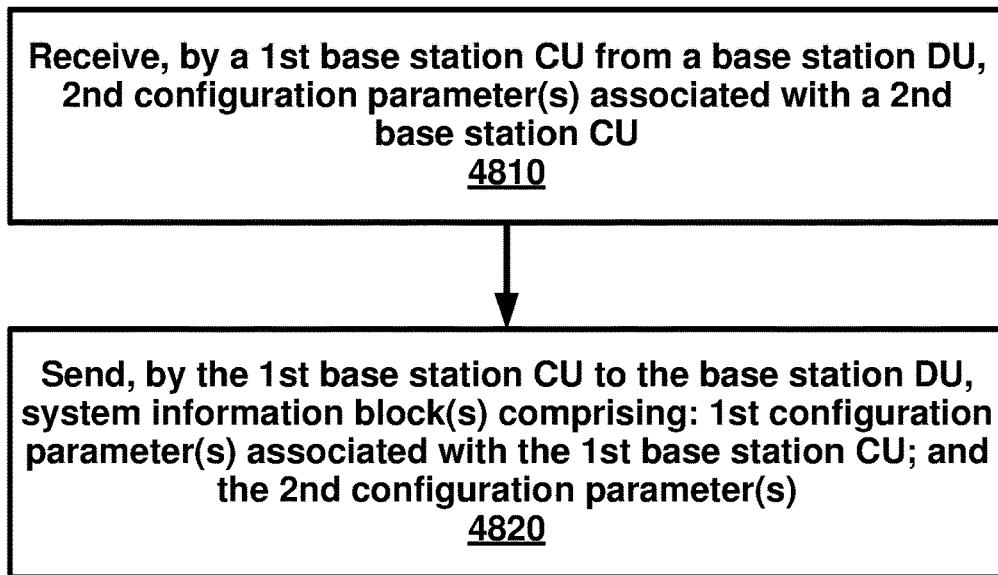 Receive, by a 1st base station CU from a base station DU,
2nd configuration parameter(s) associated with a 2nd
base station CU
4810
Send, by the 1st base station CU to the base station DU,
system information block(s) comprising: 1st configuration
parameter(s) associated with the 1st base station CU; and
the 2nd configuration parameter(s)
4820